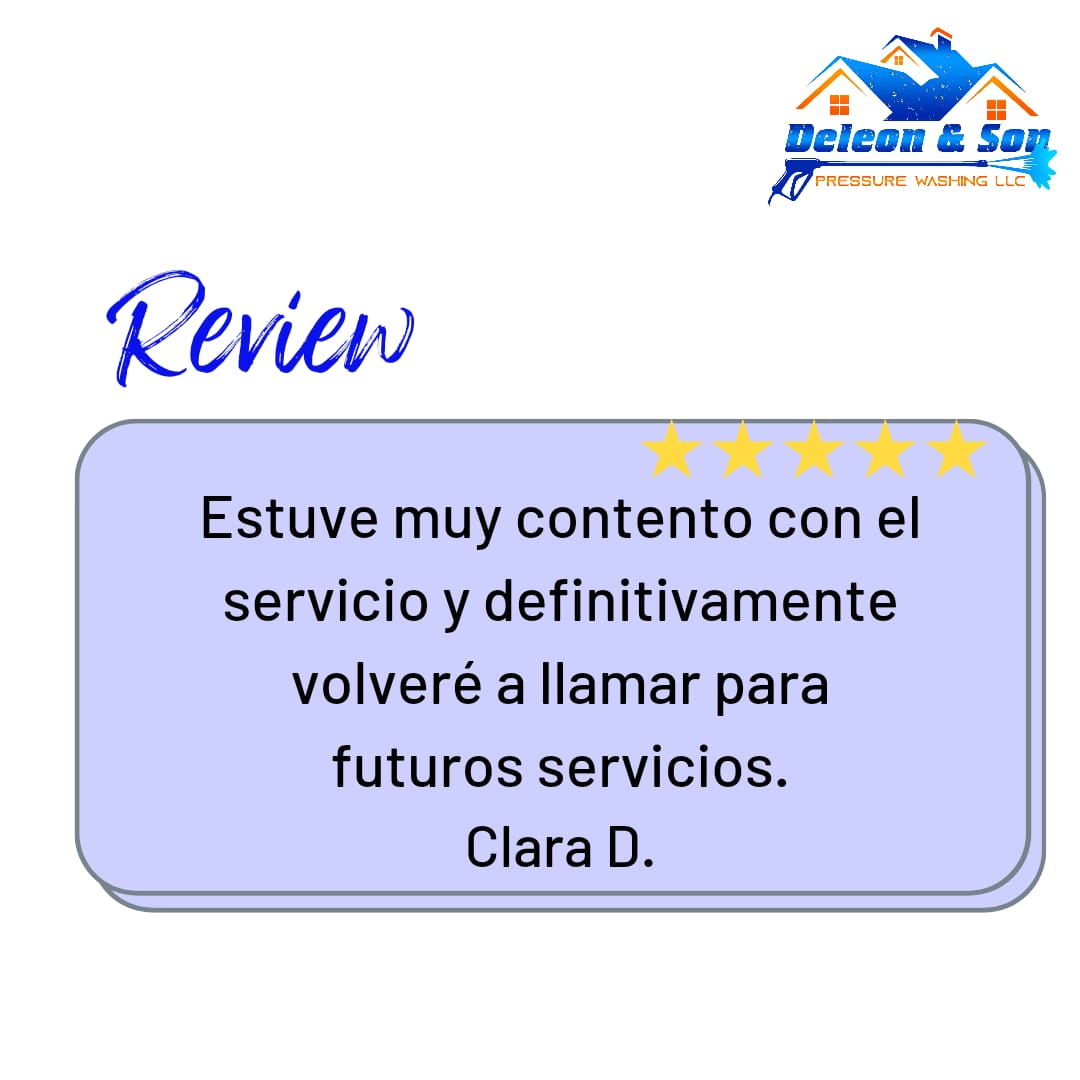 Deleon & Son
PRESSURE WASHING LLC
Review
Estuve muy contento con el
servicio y definitivamente
volveré a llamar para
futuros servicios.
Clara D.